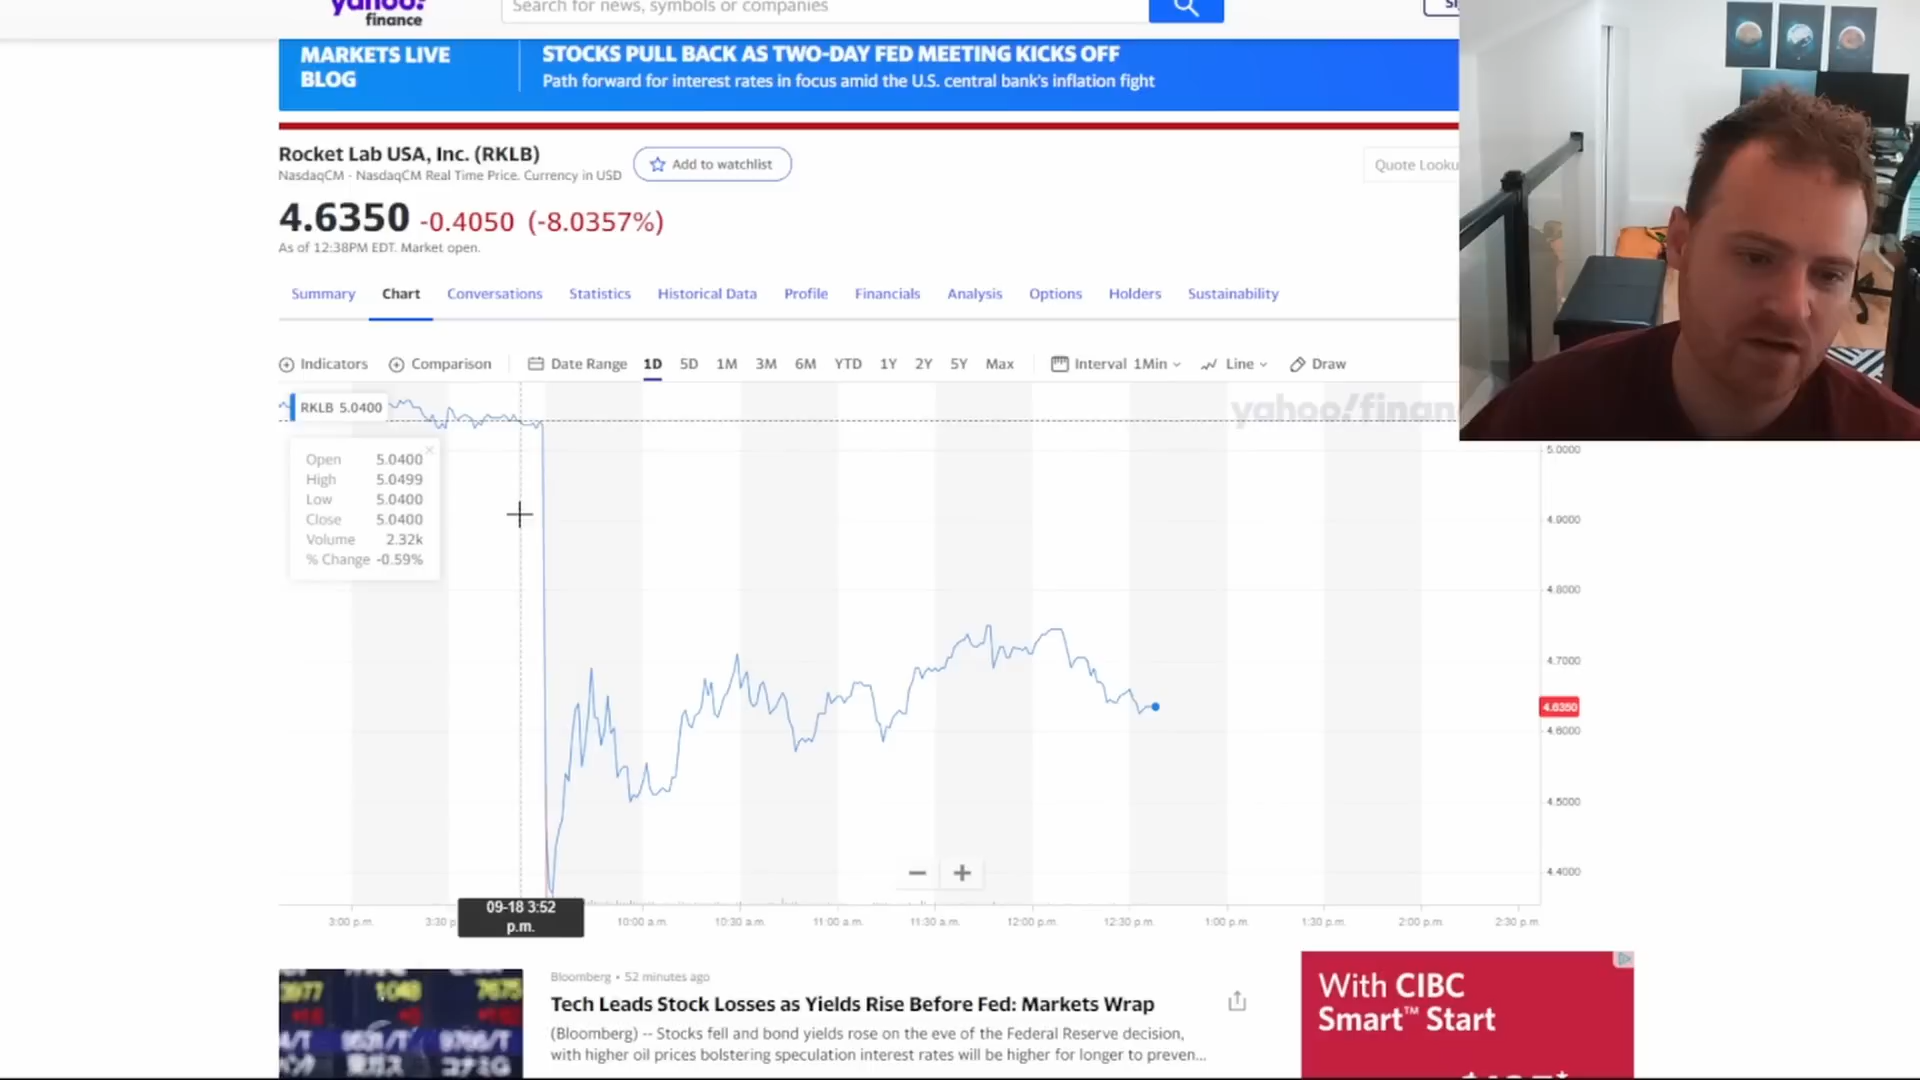 yahoo!
finance
Search for news, symbols or companies
MARKETS LIVE
BLOG
STOCKS PULL BACK AS TWO-DAY FED MEETING KICKS OFF
Path forward for interest rates in focus amid the U.S. central bank's inflation fight
Rocket Lab USA, Inc. (RKLB)
Add to watchlist
NasdaqCM - NasdaqCM Real Time Price. Currency in USD
Quote Looku
4.6350 -0.4050 (-8.0357%)
As of 12:38PM EDT. Market open.
Summary Chart Conversations Statistics Historical Data Profile Financials Analysis Options Holders Sustainability
Indicators Comparison Date Range 1D 5D 1M 3M 6M YTD 1Y 2Y 5Y Max Interval 1Min Line Draw
RKLB 5.0400
yahoo!finan
Open 5.0400
High 5.0499
Low 5.0400
Close 5.0400
Volume 2.32k
% Change -0.59%
5.0000
4.9000
4.8000
4.7000
4.6350
4.6000
4.5000
4.4000
09-18 3:52
p.m.
3:00 p.m. 3:30 p 10:00 a.m. 10:30 a.m. 11:00 a.m. 11:30 a.m. 12:00 p.m. 12:30 p.m. 1:00 p.m. 1:30 p.m. 2:00 p.m. 2:30 p.m.
Bloomberg • 52 minutes ago
Tech Leads Stock Losses as Yields Rise Before Fed: Markets Wrap
(Bloomberg) -- Stocks fell and bond yields rose on the eve of the Federal Reserve decision,
with higher oil prices bolstering speculation interest rates will be higher for longer to preven...
With CIBC
Smart™ Start